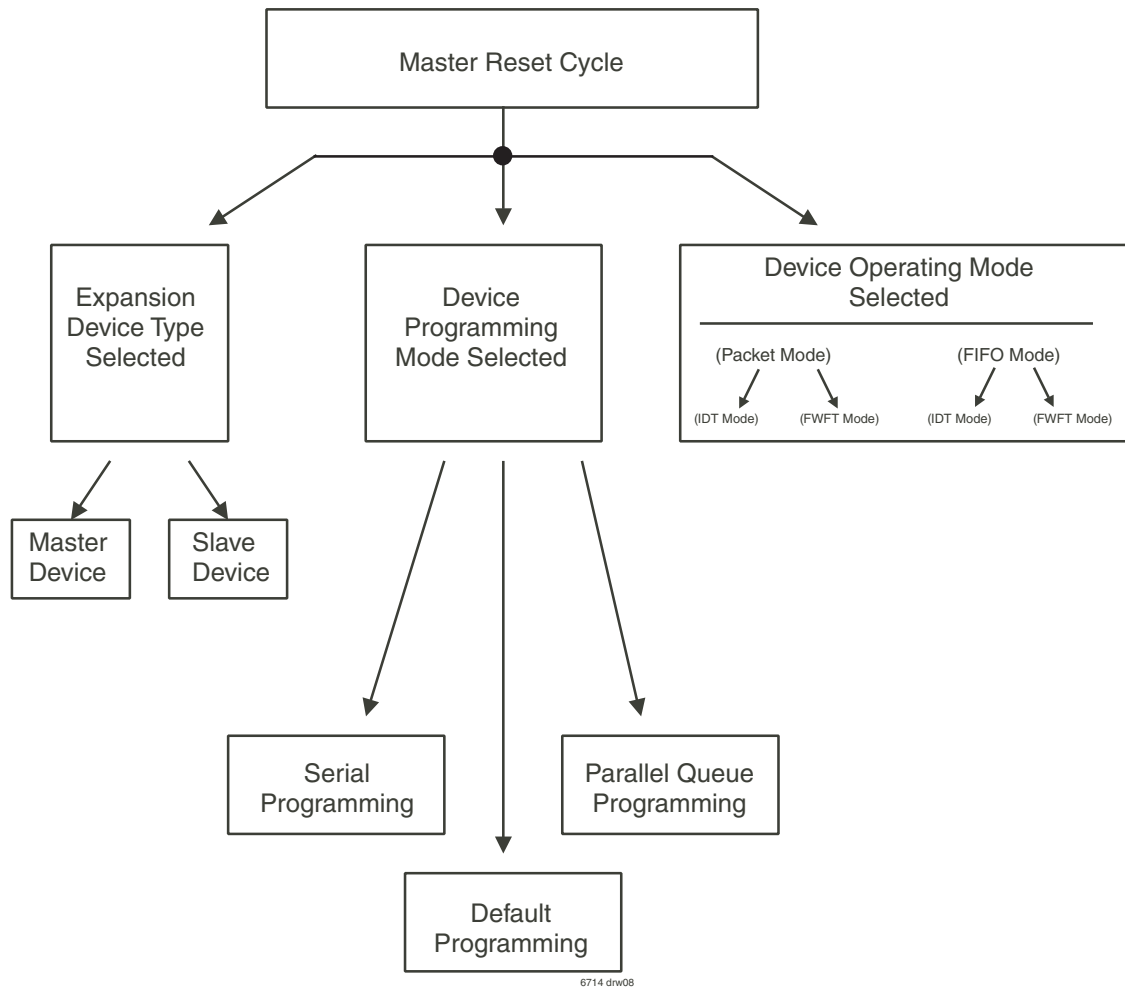 Master Reset Cycle
Expansion
Device Type
Selected
Device
Programming
Mode Selected
Device Operating Mode
Selected
(Packet Mode)
(FIFO Mode)
(IDT Mode)
(FWFT Mode)
(IDT Mode)
(FWFT Mode)
Master
Device
Slave
Device
Serial
Programming
Parallel Queue
Programming
Default
Programming
6714 drw08